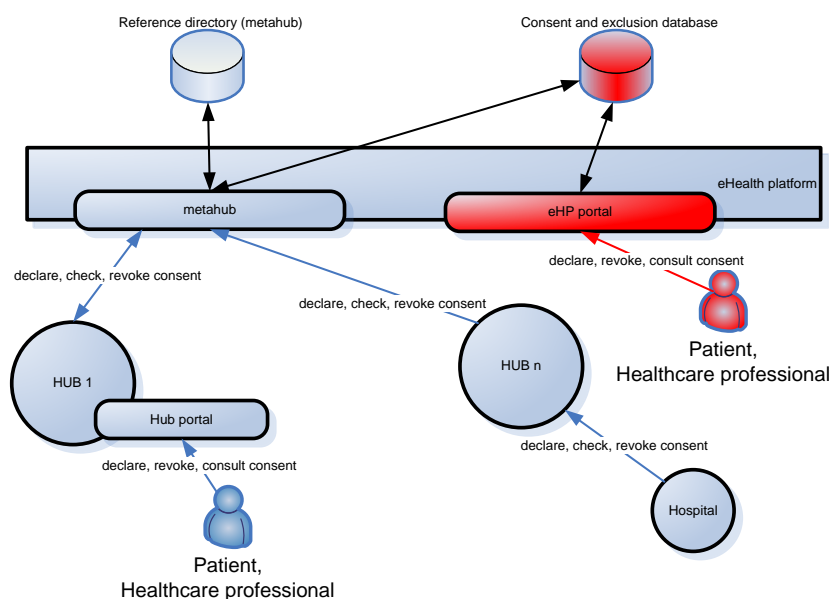 Reference directory (metahub)
Consent and exclusion database
eHealth platform
metahub
eHP portal
declare, check, revoke consent
declare, revoke, consult consent
declare, check, revoke consent
Patient,
Healthcare professional
HUB 1
HUB n
Hub portal
declare, check, revoke consent
declare, revoke, consult consent
Hospital
Patient,
Healthcare professional